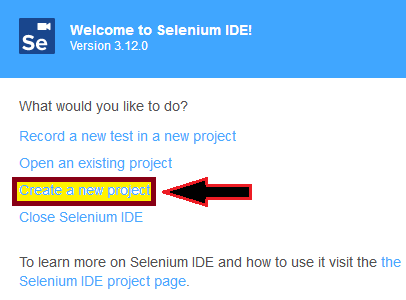 Se
Welcome to Selenium IDE!
Version 3.12.0
What would you like to do?
Record a new test in a new project
Open an existing project
Create a new project
Close Selenium IDE
To learn more on Selenium IDE and how to use it visit the the
Selenium IDE project page.